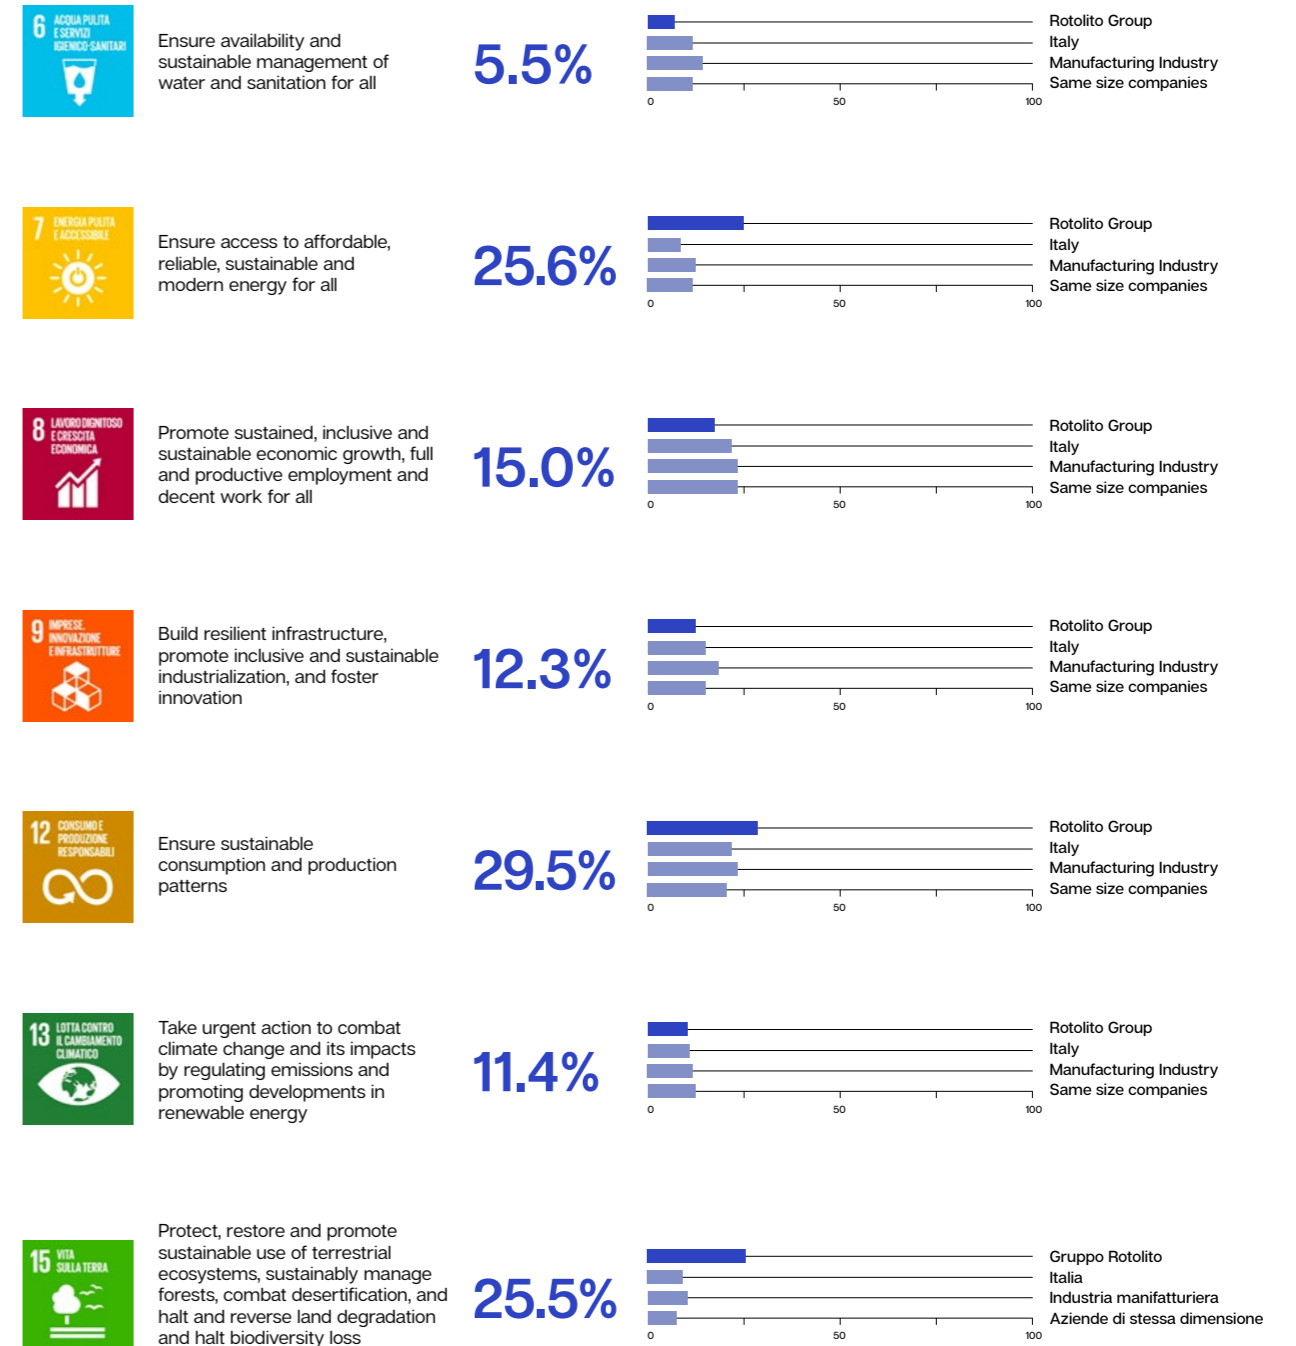 6 ACQUA PULITA
E SERVIZI
IGIENICO-SANITARI
Ensure availability and
sustainable management of
water and sanitation for all
5.5%
Rotolito Group
Italy
Manufacturing Industry
Same size companies
0 50 100
7 ENERGIA PULITA
E ACCESSIBILE
Ensure access to affordable,
reliable, sustainable and
modern energy for all
25.6%
Rotolito Group
Italy
Manufacturing Industry
Same size companies
0 50 100
8 LAVORO DIGNITOSO
E CRESCITA
ECONOMICA
Promote sustained, inclusive and
sustainable economic growth, full
and productive employment and
decent work for all
15.0%
Rotolito Group
Italy
Manufacturing Industry
Same size companies
0 50 100
9 IMPRESE,
INNOVAZIONE
E INFRASTRUTTURE
Build resilient infrastructure,
promote inclusive and sustainable
industrialization, and foster
innovation
12.3%
Rotolito Group
Italy
Manufacturing Industry
Same size companies
0 50 100
12 CONSUMO E
PRODUZIONE
RESPONSABILI
Ensure sustainable
consumption and production
patterns
29.5%
Rotolito Group
Italy
Manufacturing Industry
Same size companies
0 50 100
13 LOTTA CONTRO
IL CAMBIAMENTO
CLIMATICO
Take urgent action to combat
climate change and its impacts
by regulating emissions and
promoting developments in
renewable energy
11.4%
Rotolito Group
Italy
Manufacturing Industry
Same size companies
0 50 100
15 VITA
SULLA TERRA
Protect, restore and promote
sustainable use of terrestrial
ecosystems, sustainably manage
forests, combat desertification, and
halt and reverse land degradation
and halt biodiversity loss
25.5%
Gruppo Rotolito
Italia
Industria manifatturiera
Aziende di stessa dimensione
0 50 100